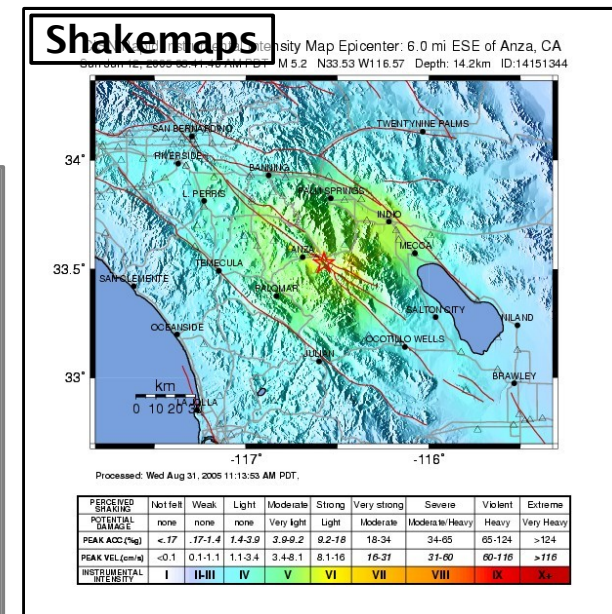 Shakemaps
Intensity Map Epicenter: 6.0 mi ESE of Anza, CA
M 5.2 N33.53 W116.57 Depth: 14.2km ID:14151344
TWENTYNINE PALMS
SAN BERNARDINO
34°
RIVERSIDE
BANNING
PALM SPRINGS
L. PERRIS
INDIO
ANZA
MECCA
33.5°
TEMECULA
SAN CLEMENTE
PALOMAR
SALTON CITY
NILAND
OCEANSIDE
OCOTILLO WELLS
JULIAN
33°
BRAWLEY
km
0 10 20 30
LA JOLLA
-117° -116°
Processed: Wed Aug 31, 2005 11:13:53 AM PDT,
PERCEIVED SHAKING Not felt Weak Light Moderate Strong Very strong Severe Violent Extreme
POTENTIAL DAMAGE none none none Very light Light Moderate Moderate/Heavy Heavy Very Heavy
PEAK ACC.(%g) <.17 .17-1.4 1.4-3.9 3.9-9.2 9.2-18 18-34 34-65 65-124 >124
PEAK VEL.(cm/s) <0.1 0.1-1.1 1.1-3.4 3.4-8.1 8.1-16 16-31 31-60 60-116 >116
INSTRUMENTAL INTENSITY I II-III IV V VI VII VIII IX X+